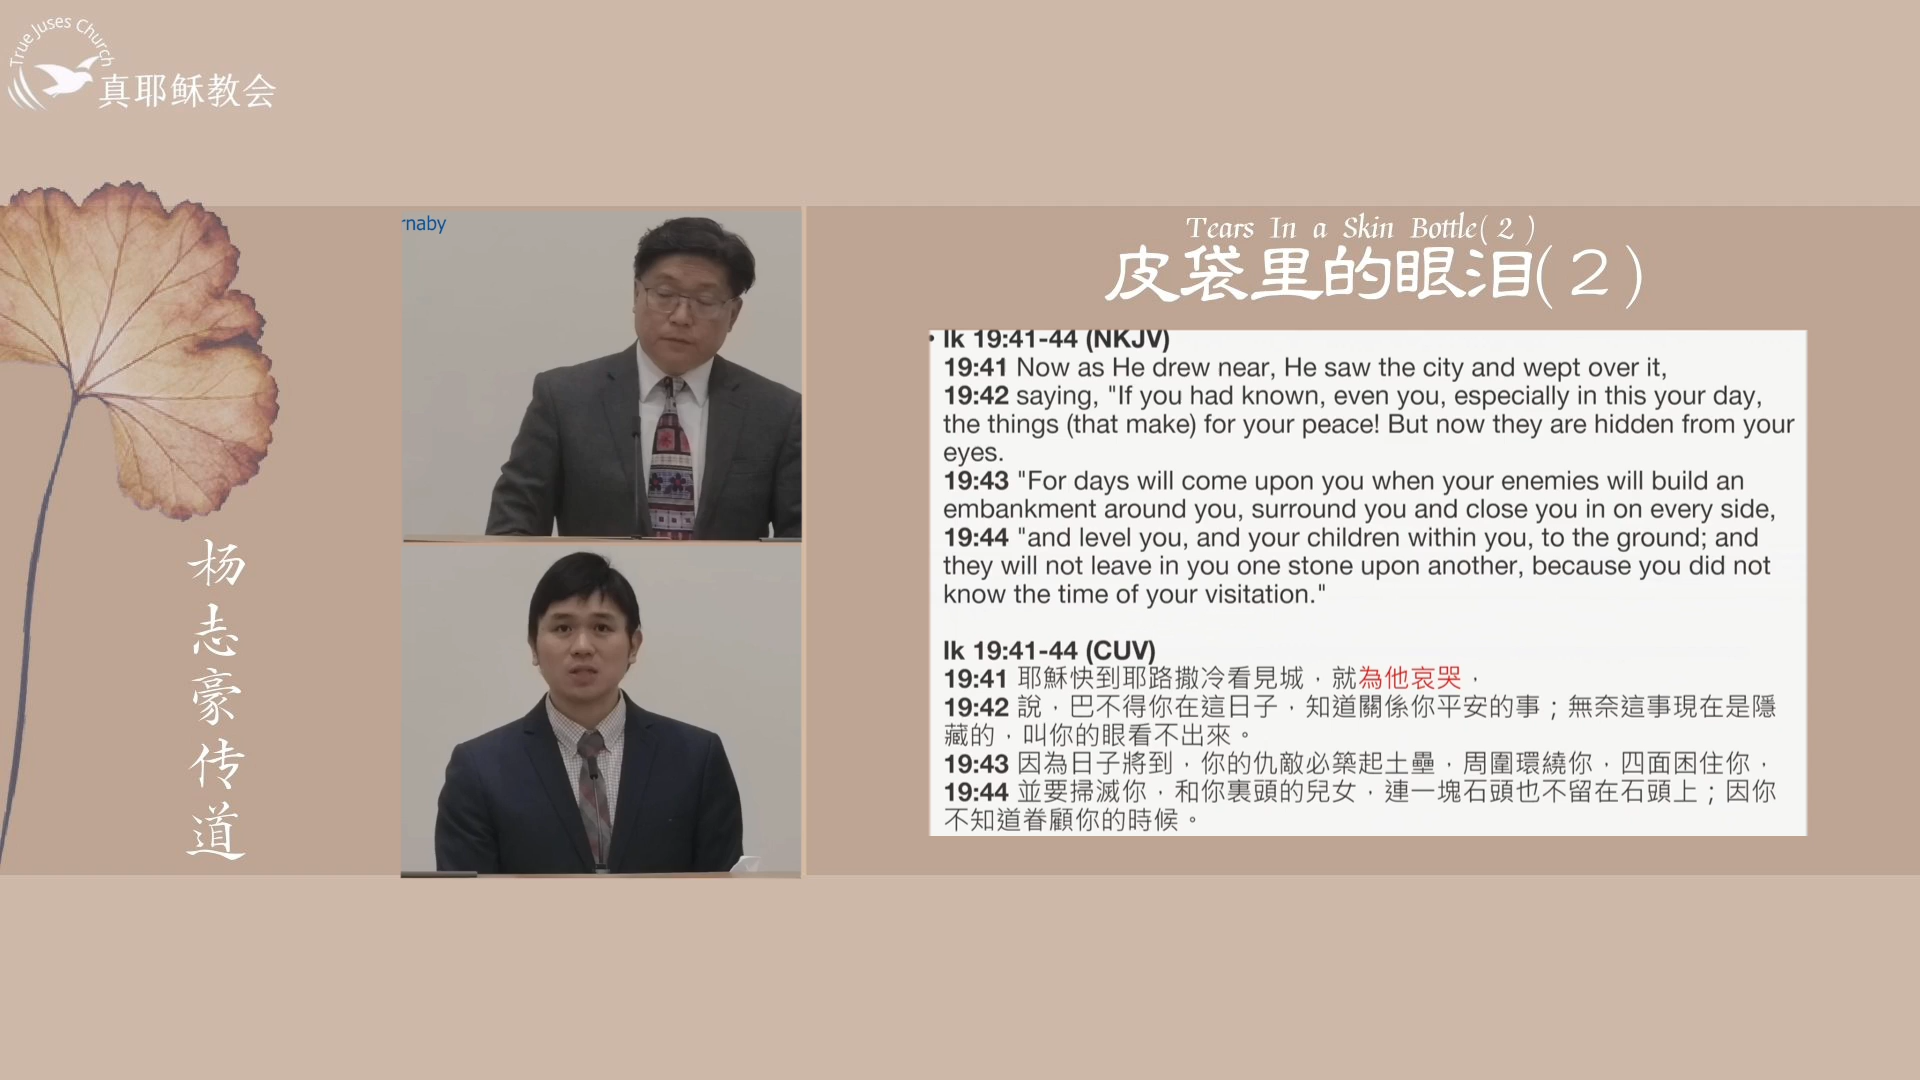 True Juses Church
真耶稣教会
杨志豪传道
rnaby
Tears In a Skin Bottle(2)
皮袋里的眼泪(2)
• lk 19:41-44 (NKJV)
19:41 Now as He drew near, He saw the city and wept over it,
19:42 saying, "If you had known, even you, especially in this your day,
the things (that make) for your peace! But now they are hidden from your
eyes.
19:43 "For days will come upon you when your enemies will build an
embankment around you, surround you and close you in on every side,
19:44 "and level you, and your children within you, to the ground; and
they will not leave in you one stone upon another, because you did not
know the time of your visitation."
lk 19:41-44 (CUV)
19:41 耶穌快到耶路撒冷看見城，就為他哀哭，
19:42 說，巴不得你在這日子，知道關係你平安的事；無奈這事現在是隱
藏的，叫你的眼看不出來。
19:43 因為日子將到，你的仇敵必築起土壘，周圍環繞你，四面困住你，
19:44 並要掃滅你，和你裏頭的兒女，連一塊石頭也不留在石頭上；因你
不知道眷顧你的時候。